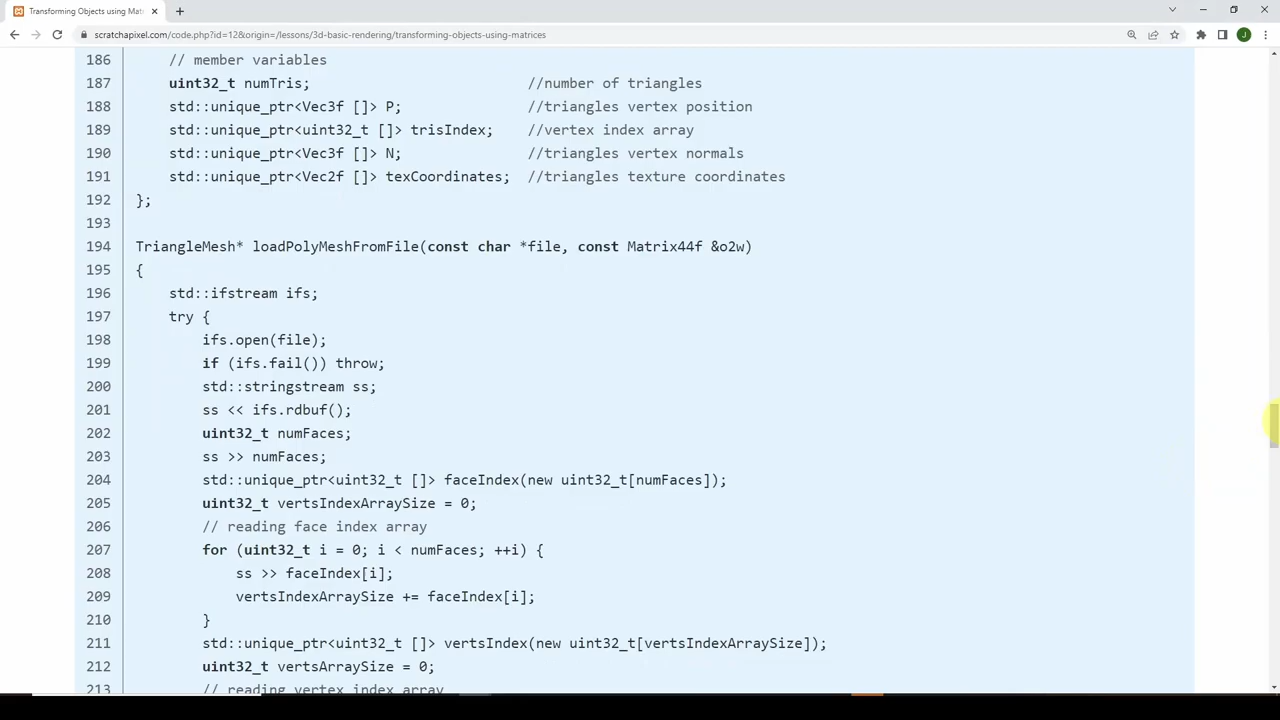 Transforming Objects using Mat
scratchapixel.com/code.php?id=12&origin=/lessons/3d-basic-rendering/transforming-objects-using-matrices
J
186 // member variables
187 uint32_t numTris; //number of triangles
188 std::unique_ptr<Vec3f []> P; //triangles vertex position
189 std::unique_ptr<uint32_t []> trisIndex; //vertex index array
190 std::unique_ptr<Vec3f []> N; //triangles vertex normals
191 std::unique_ptr<Vec2f []> texCoordinates; //triangles texture coordinates
192 };
193
194 TriangleMesh* loadPolyMeshFromFile(const char *file, const Matrix44f &o2w)
195 {
196 std::ifstream ifs;
197 try {
198 ifs.open(file);
199 if (ifs.fail()) throw;
200 std::stringstream ss;
201 ss << ifs.rdbuf();
202 uint32_t numFaces;
203 ss >> numFaces;
204 std::unique_ptr<uint32_t []> faceIndex(new uint32_t[numFaces]);
205 uint32_t vertsIndexArraySize = 0;
206 // reading face index array
207 for (uint32_t i = 0; i < numFaces; ++i) {
208 ss >> faceIndex[i];
209 vertsIndexArraySize += faceIndex[i];
210 }
211 std::unique_ptr<uint32_t []> vertsIndex(new uint32_t[vertsIndexArraySize]);
212 uint32_t vertsArraySize = 0;
213 // reading vertex index array